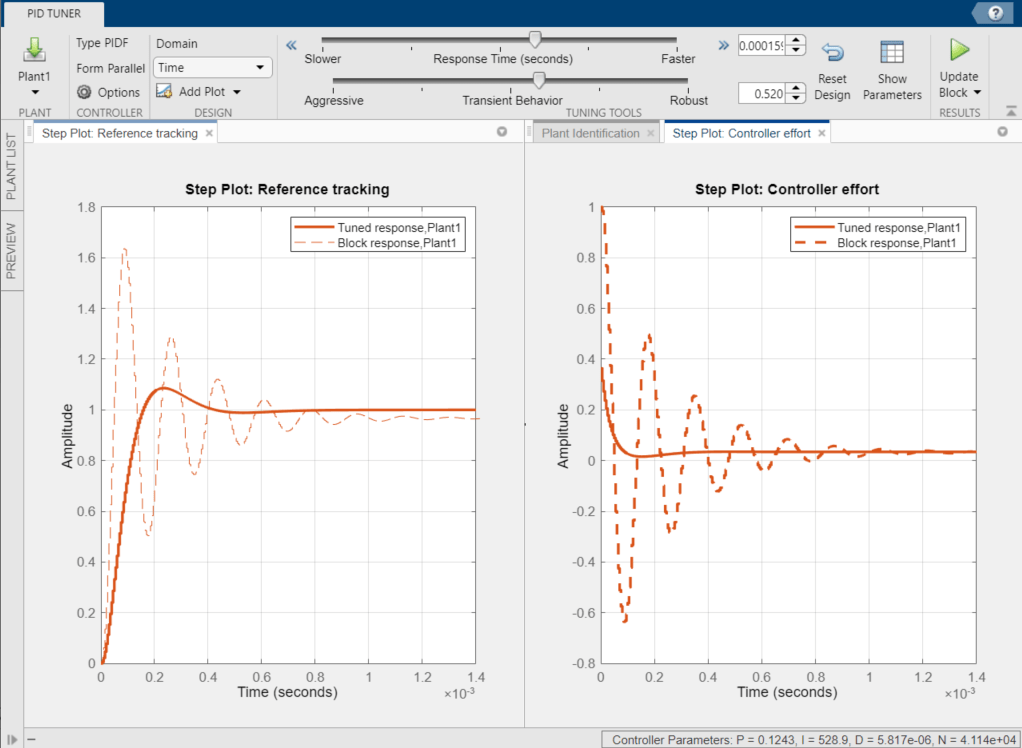 PID TUNER
?
Plant1
PLANT
Type PIDF
Form Parallel
Options
CONTROLLER
Domain
Time
Add Plot
DESIGN
Slower
Response Time (seconds)
Faster
Aggressive
Transient Behavior
Robust
TUNING TOOLS
0.520
Reset
Design
Show
Parameters
Update
Block
RESULTS
PLANT LIST
PREVIEW
Step Plot: Reference tracking
Step Plot: Reference tracking
Tuned response,Plant1
Block response,Plant1
1.8
1.6
1.4
1.2
1
0.8
0.6
0.4
0.2
0
Amplitude
0 0.2 0.4 0.6 0.8 1 1.2 1.4
Time (seconds)
×10-3
Plant Identification
Step Plot: Controller effort
Step Plot: Controller effort
Tuned response,Plant1
Block response,Plant1
1
0.8
0.6
0.4
0.2
0
-0.2
-0.4
-0.6
-0.8
Amplitude
0 0.2 0.4 0.6 0.8 1 1.2 1.4
Time (seconds)
×10-3
Controller Parameters: P = 0.1243, I = 528.9, D = 5.817e-06, N = 4.114e+04